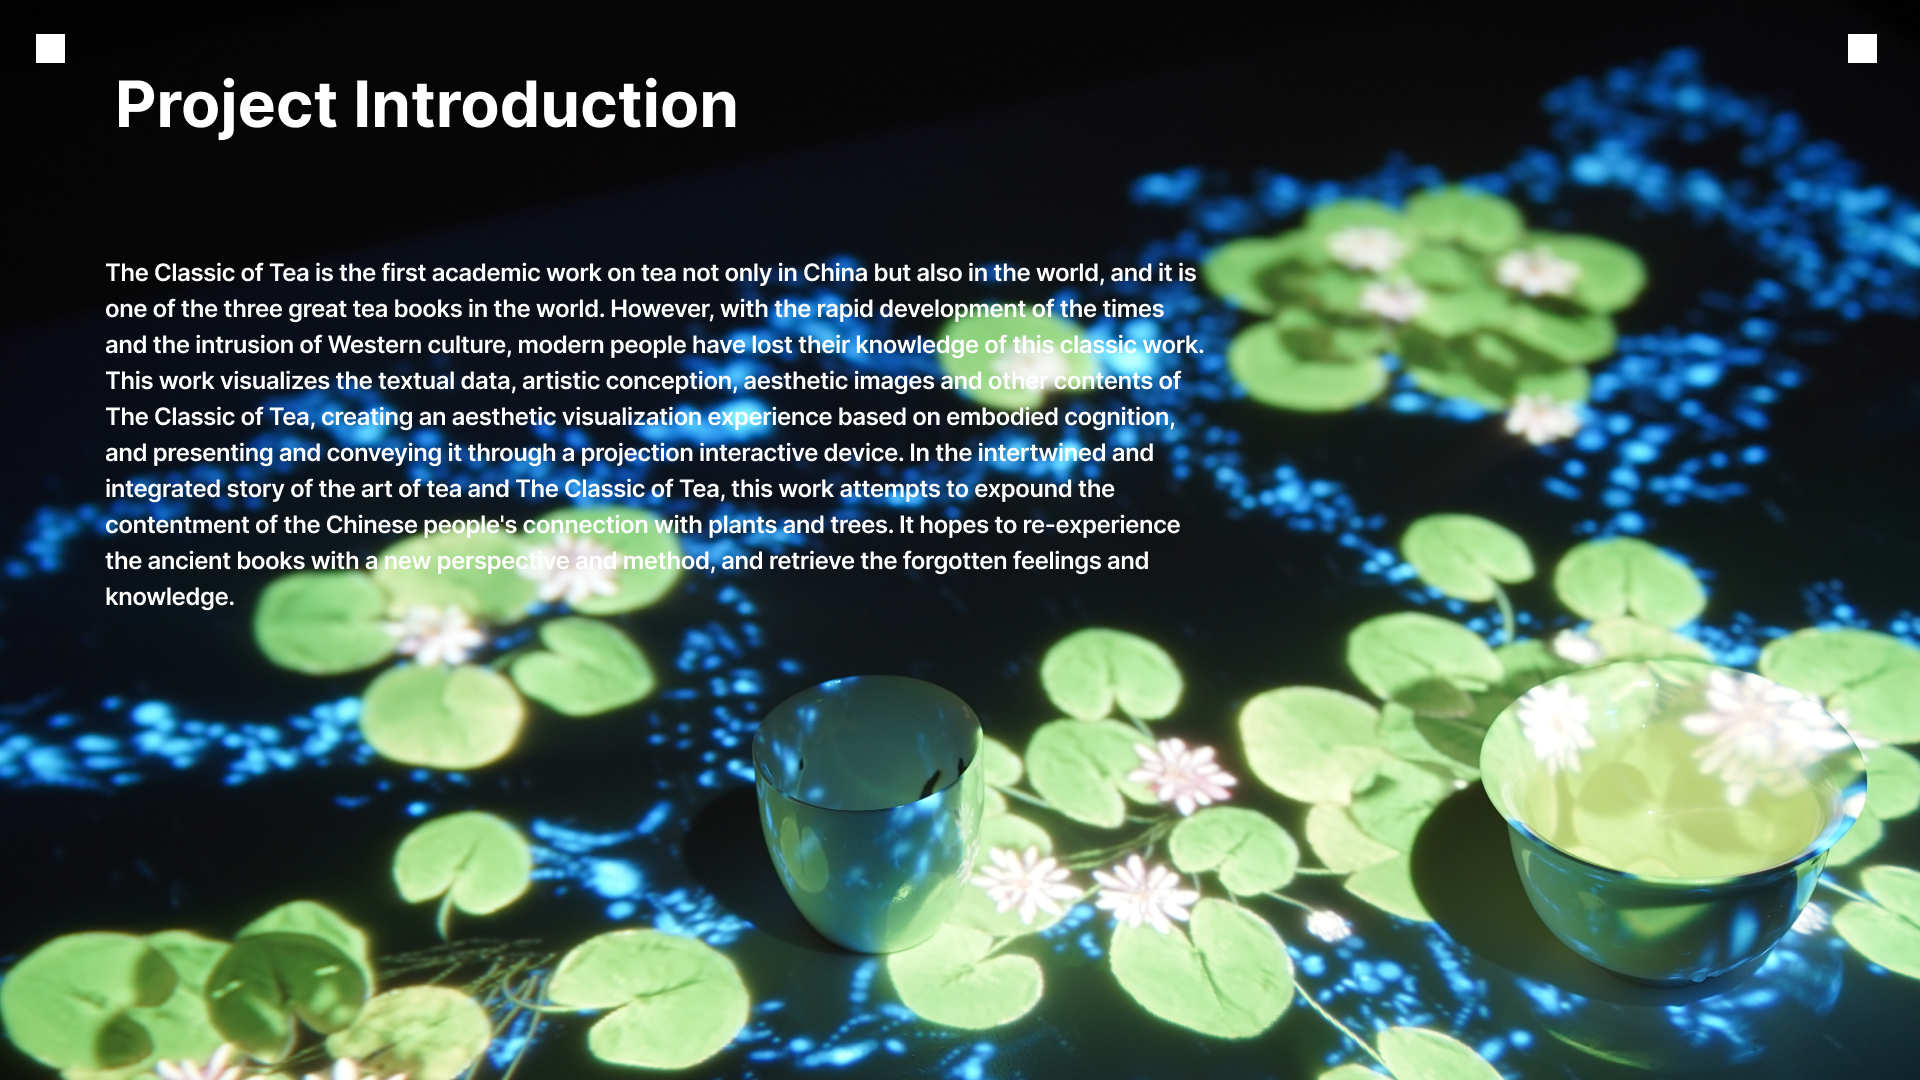 Project Introduction
The Classic of Tea is the first academic work on tea not only in China but also in the world, and it is
one of the three great tea books in the world. However, with the rapid development of the times
and the intrusion of Western culture, modern people have lost their knowledge of this classic work.
This work visualizes the textual data, artistic conception, aesthetic images and other contents of
The Classic of Tea, creating an aesthetic visualization experience based on embodied cognition,
and presenting and conveying it through a projection interactive device. In the intertwined and
integrated story of the art of tea and The Classic of Tea, this work attempts to expound the
contentment of the Chinese people's connection with plants and trees. It hopes to re-experience
the ancient books with a new perspective and method, and retrieve the forgotten feelings and
knowledge.